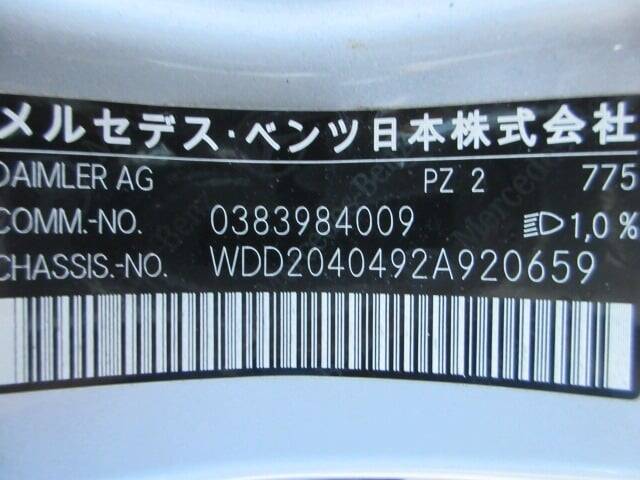 メルセデス・ベンツ日本株式会社
DAIMLER AG PZ 2 775
COMM.-NO. 0383984009 1,0%
CHASSIS.-NO. WDD2040492A920659